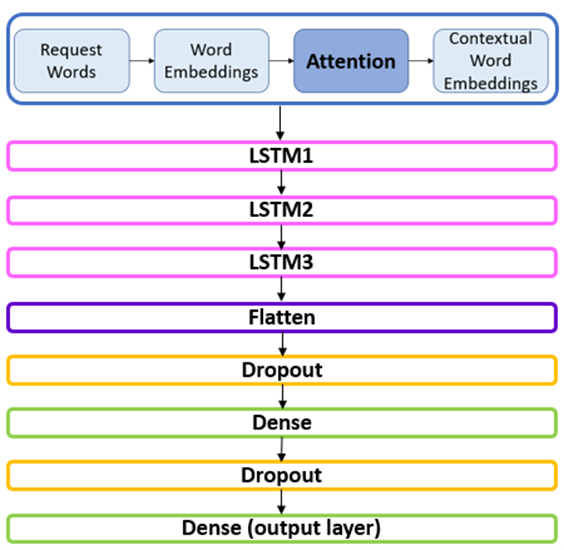 Request
Words
Word
Embeddings
Attention
Contextual
Word
Embeddings
LSTM1
LSTM2
LSTM3
Flatten
Dropout
Dense
Dropout
Dense (output layer)